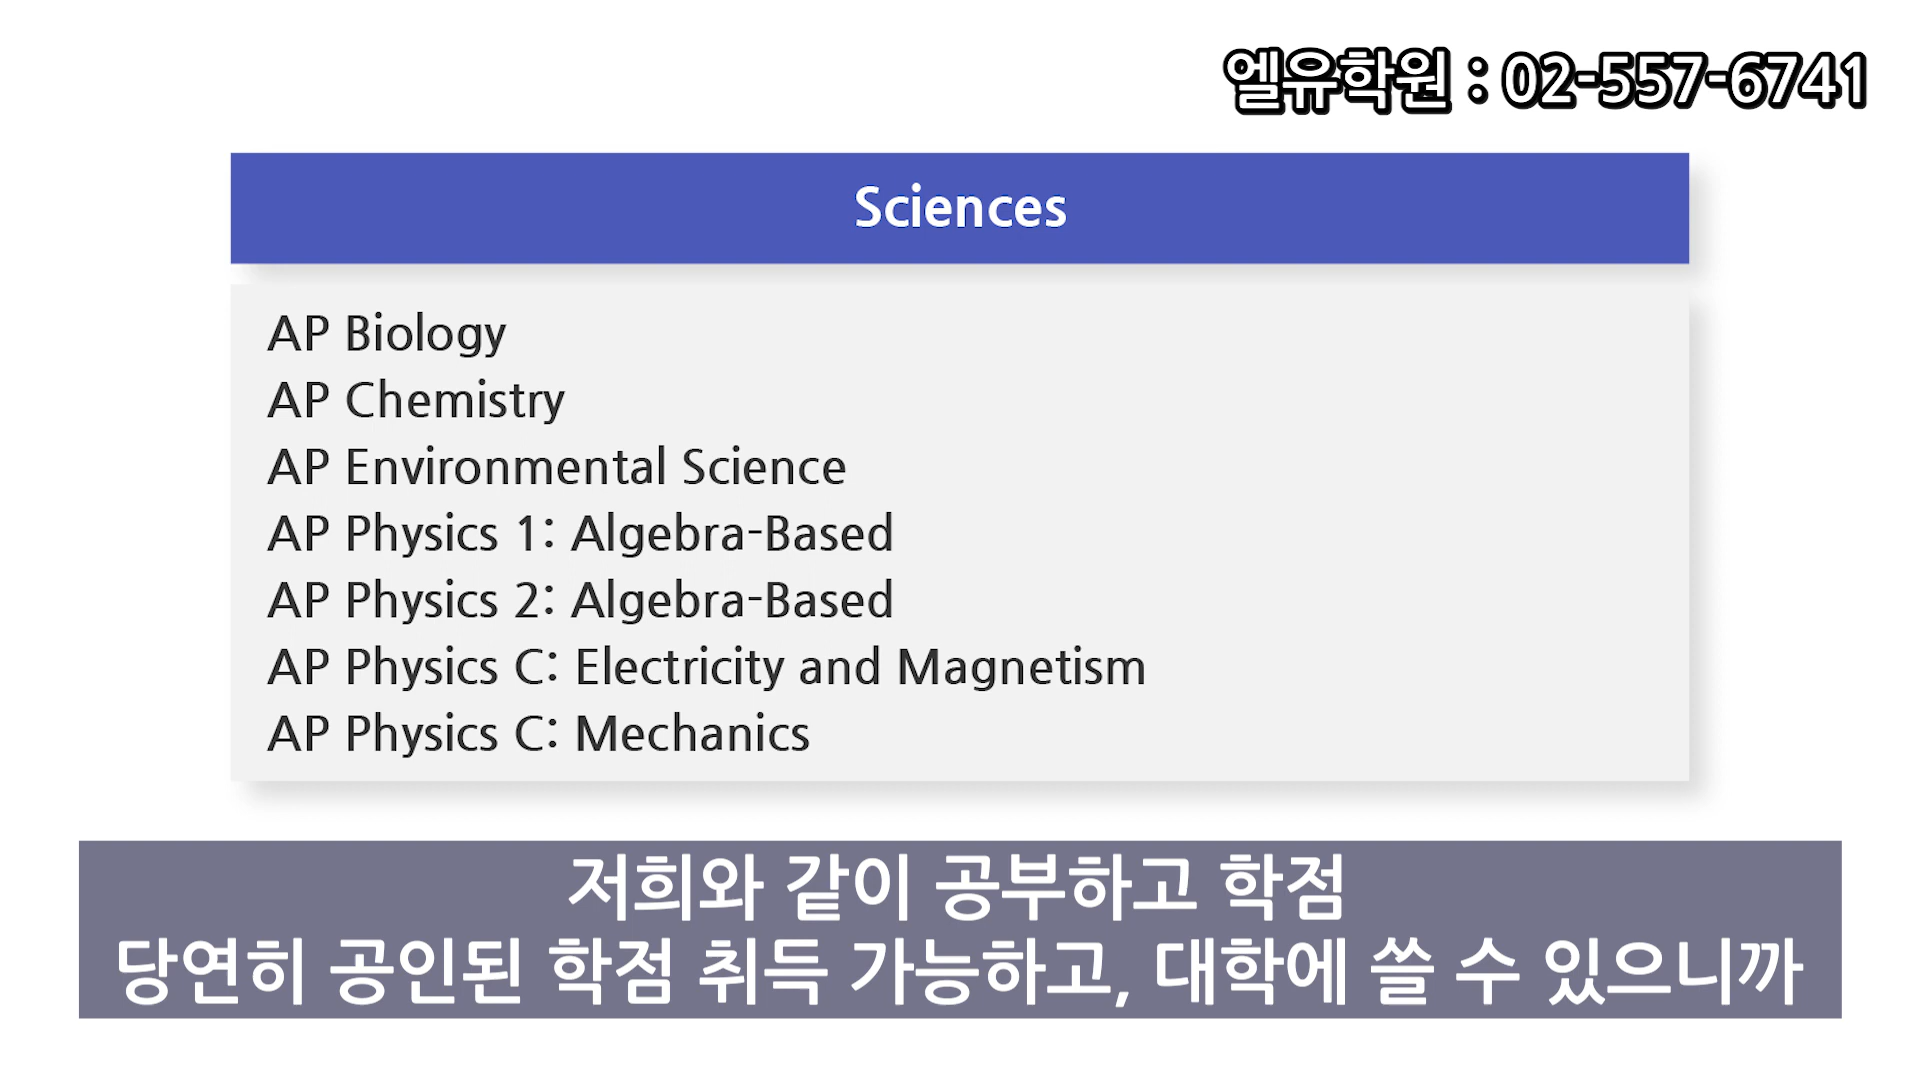 엘유학원 : 02-557-6741
Sciences
AP Biology
AP Chemistry
AP Environmental Science
AP Physics 1: Algebra-Based
AP Physics 2: Algebra-Based
AP Physics C: Electricity and Magnetism
AP Physics C: Mechanics
저희와 같이 공부하고 학점
당연히 공인된 학점 취득 가능하고, 대학에 쓸 수 있으니까